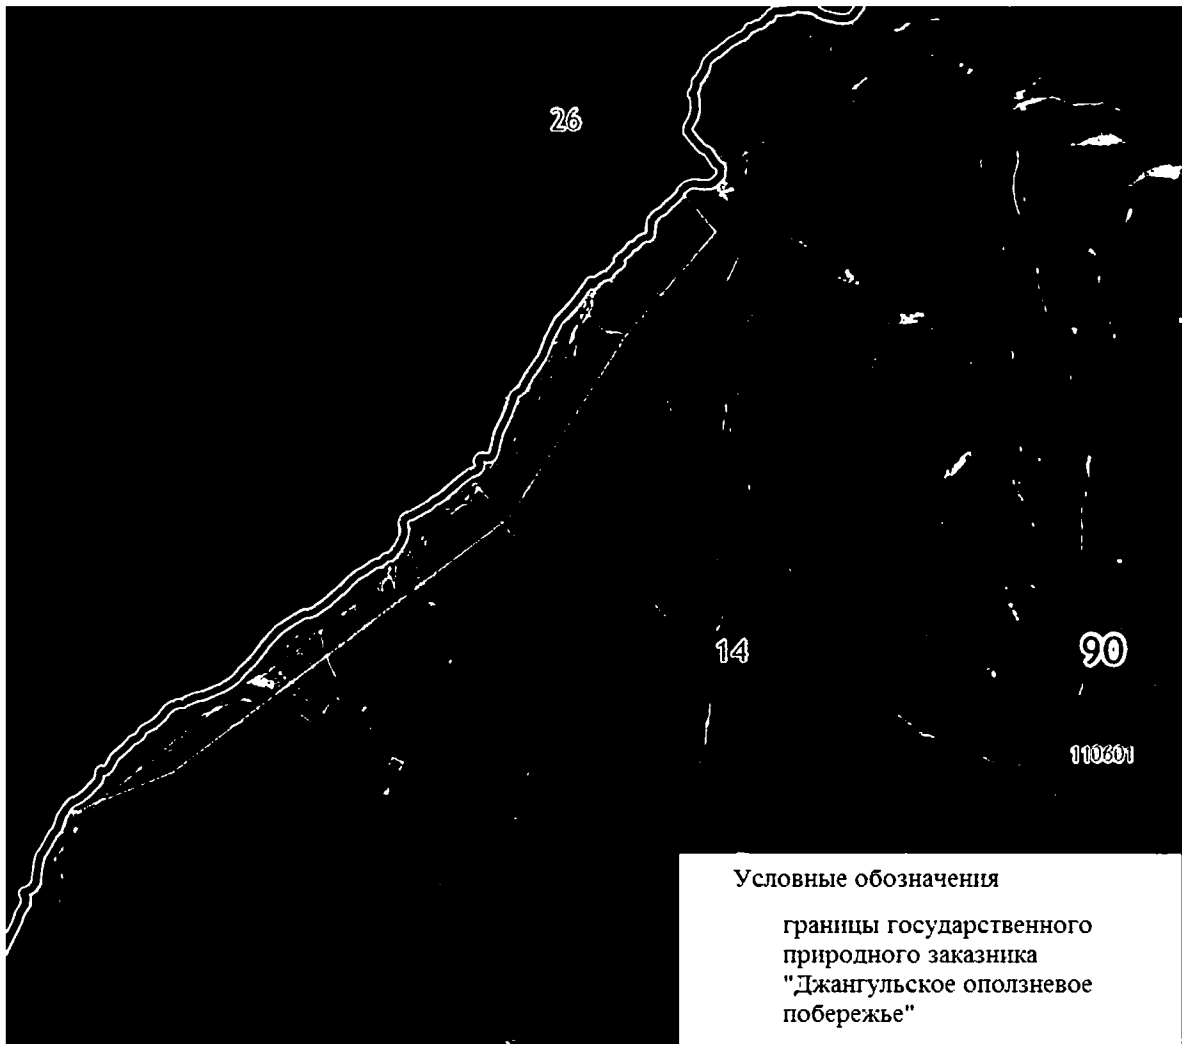 26
14
90
110601
Условные обозначения
границы государственного
природного заказника
"Джангульское оползневое
побережье"